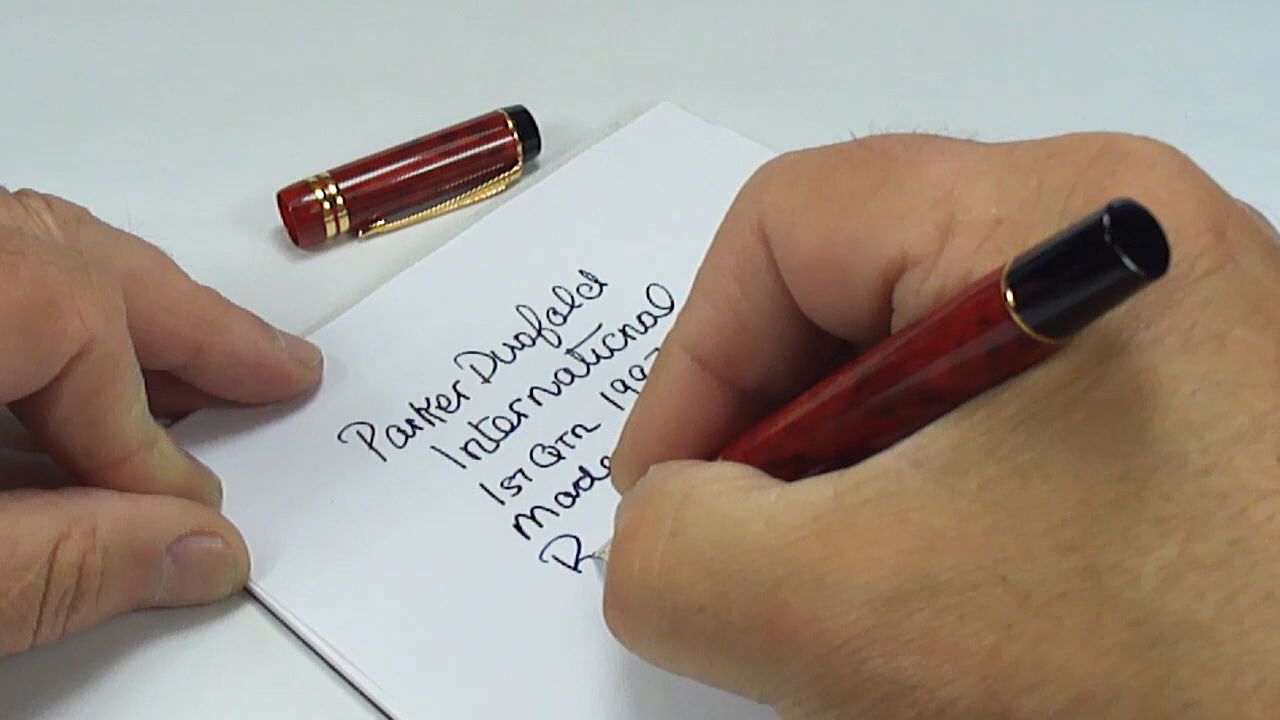 Parker Duofold
International
1st Qtr 1997
Made
R